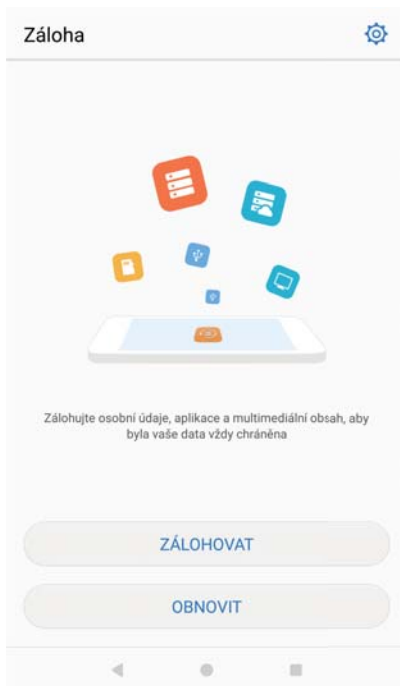 Záloha
Zálohujte osobní údaje, aplikace a multimediální obsah, aby
byla vaše data vždy chráněna
ZÁLOHOVAT
OBNOVIT